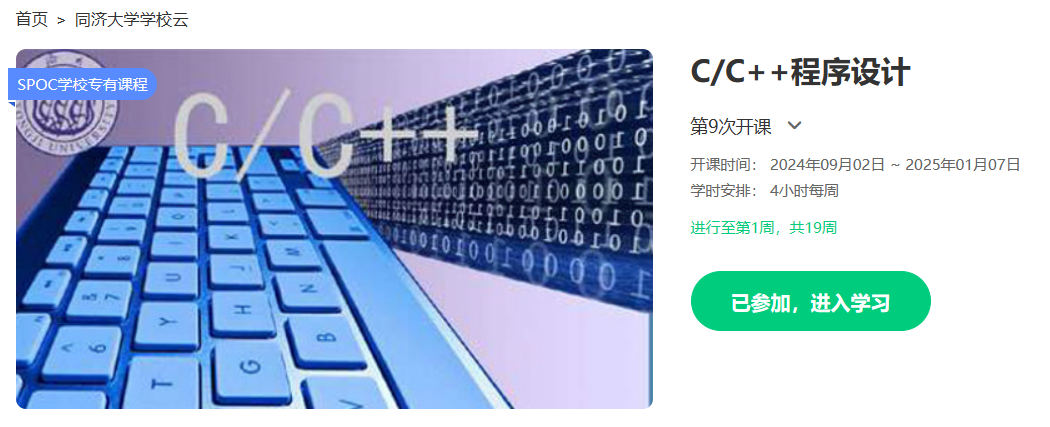 首页 > 同济大学学校云
SPOC学校专有课程
C/C++
C/C++程序设计
第9次开课
开课时间： 2024年09月02日 ~ 2025年01月07日
学时安排： 4小时每周
进行至第1周，共19周
已参加，进入学习